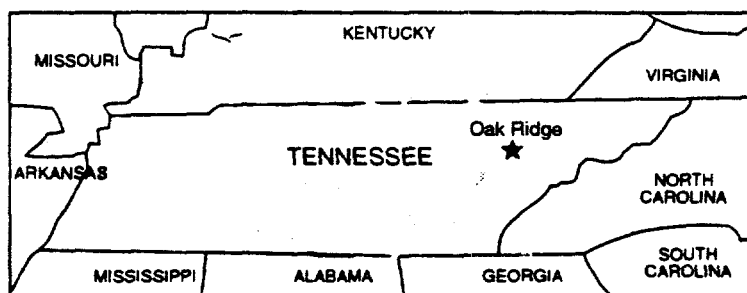 KENTUCKY
MISSOURI
VIRGINIA
Oak Ridge
TENNESSEE
ARKANSAS
NORTH
CAROLINA
SOUTH
CAROLINA
MISSISSIPPI
ALABAMA
GEORGIA